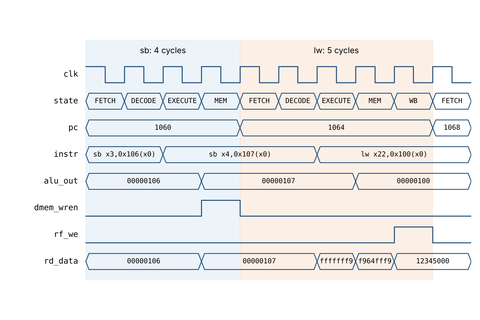 sb: 4 cycles lw: 5 cycles
clk
state FETCH DECODE EXECUTE MEM FETCH DECODE EXECUTE MEM WB FETCH
pc 1060 1064 1068
instr sb x3,0x106(x0) sb x4,0x107(x0) lw x22,0x100(x0)
alu_out 00000106 00000107 00000100
dmem_wren
rf_we
rd_data 00000106 00000107 fffffff9 f964fff9 12345000